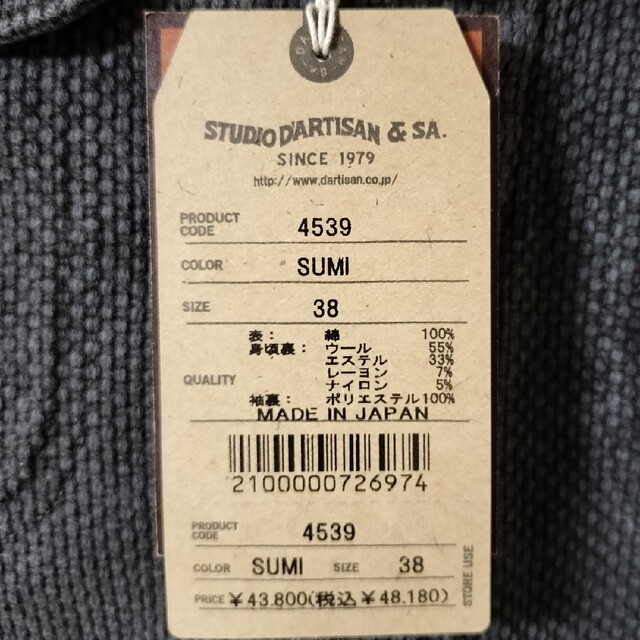 STUDIO D'ARTISAN & SA.
SINCE 1979
http://www.dartisan.co.jp/
PRODUCT CODE 4539
COLOR SUMI
SIZE 38
QUALITY
表： 綿 100%
身頃裏： ウール 55%
エステル 33%
レーヨン 7%
ナイロン 5%
袖裏： ポリエステル100%
MADE IN JAPAN
2100000726974
PRODUCT CODE 4539
COLOR SUMI SIZE 38
PRICE ￥43.800(税込￥48.180)
STORE USE